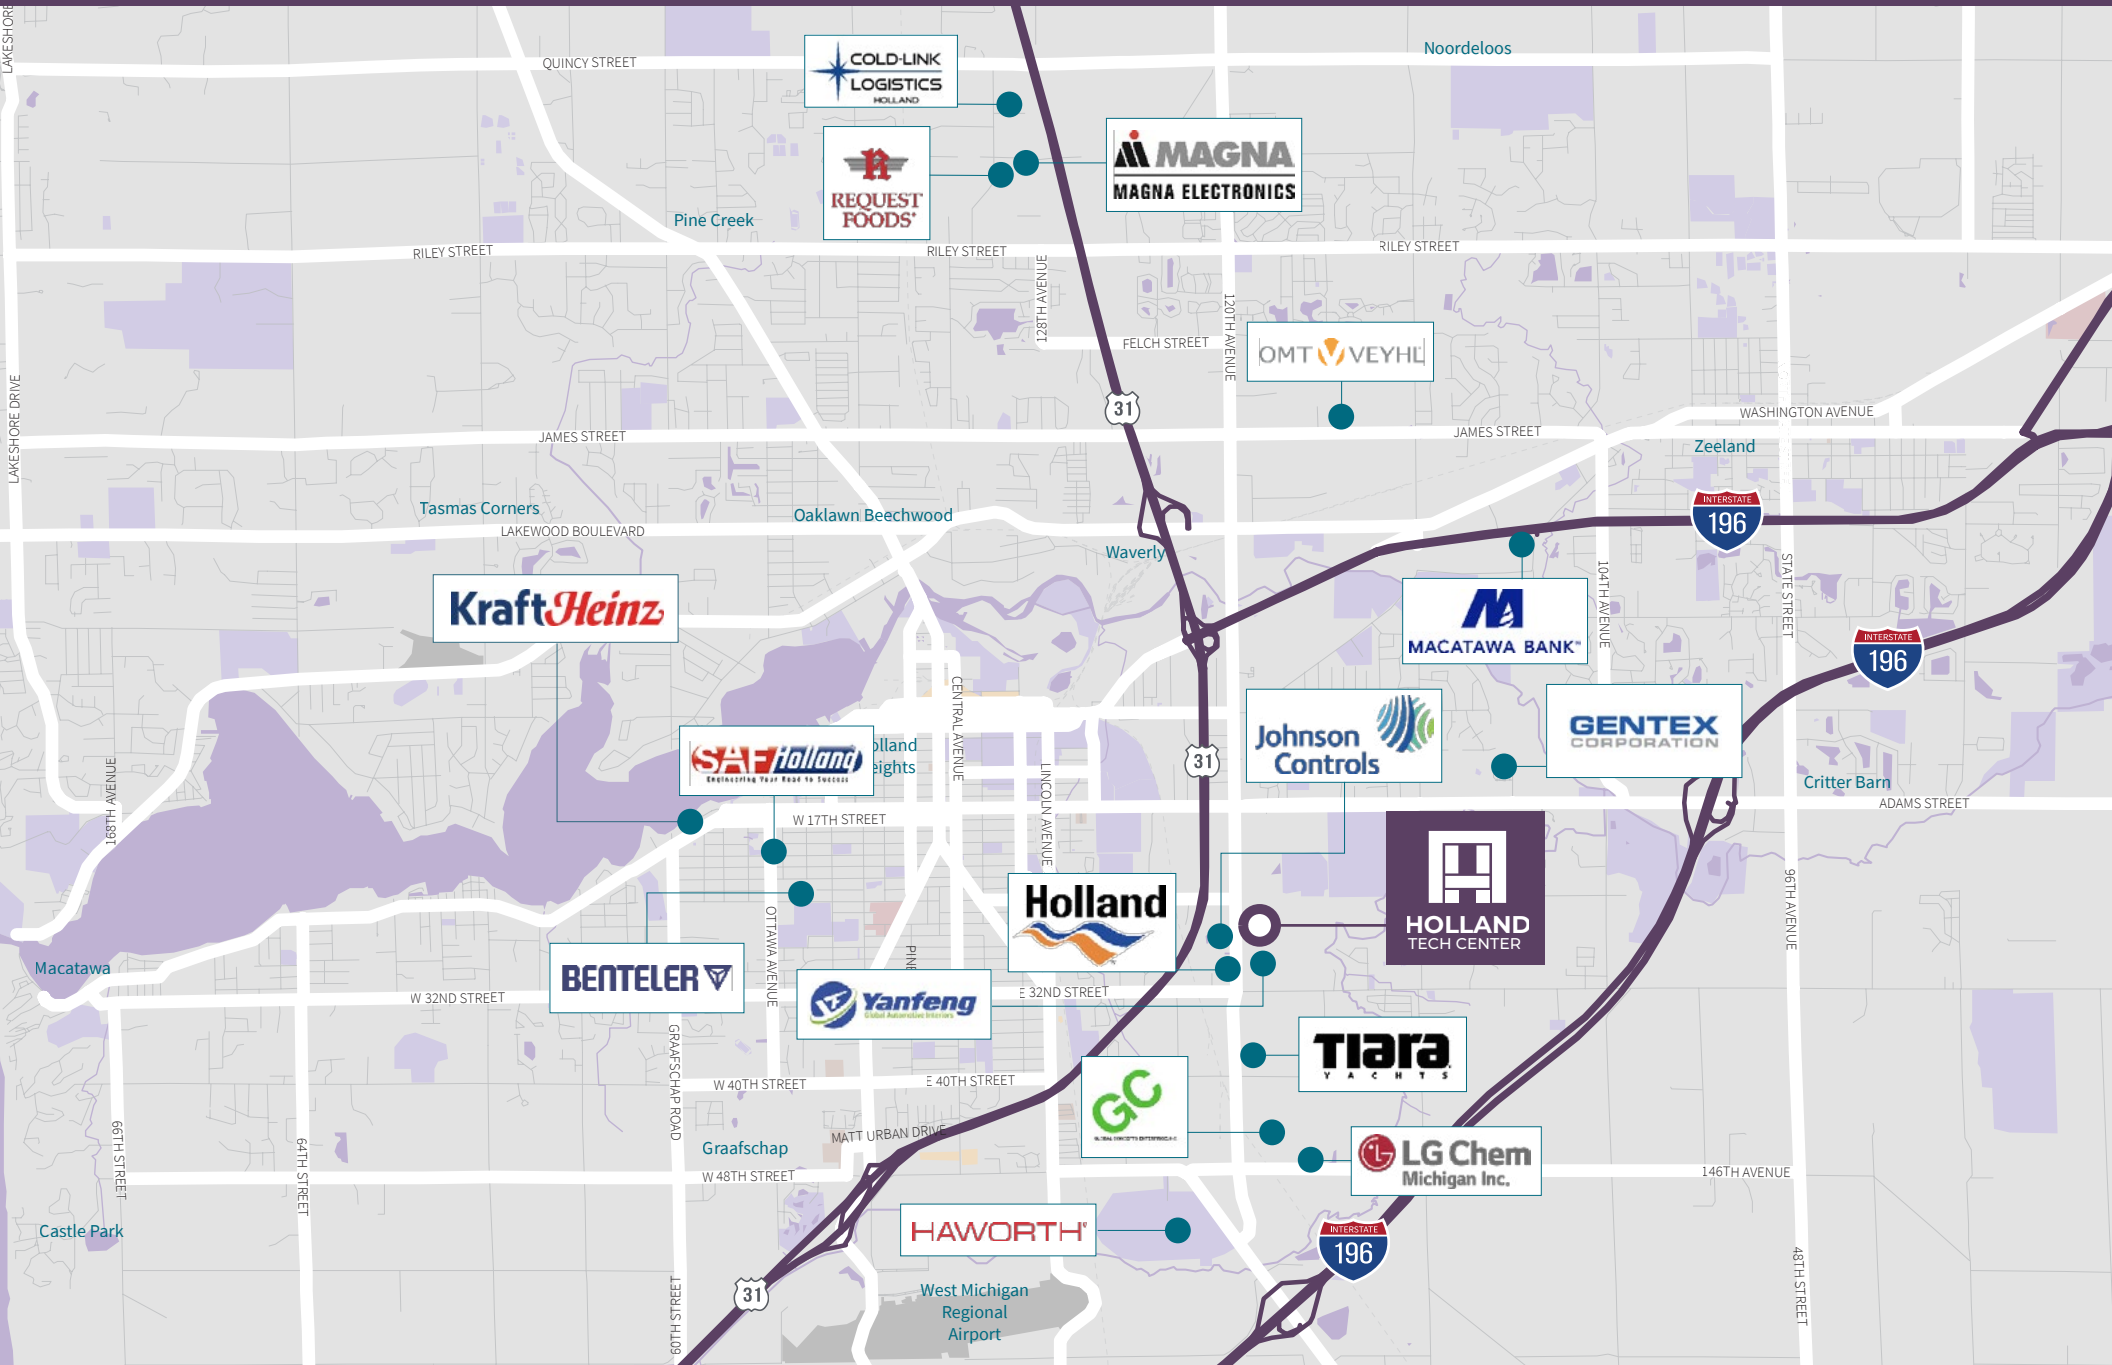 LAKESHORE
QUINCY STREET
COLD-LINK
LOGISTICS
HOLLAND
Noordeloos
MAGNA
MAGNA ELECTRONICS
REQUEST
FOODS
Pine Creek
RILEY STREET
RILEY STREET
RILEY STREET
128TH AVENUE
120TH AVENUE
FELCH STREET
OMT VEYHL
31
LAKESHORE DRIVE
JAMES STREET
JAMES STREET
WASHINGTON AVENUE
Zeeland
Tasmas Corners
Oaklawn Beechwood
LAKEWOOD BOULEVARD
Waverly
INTERSTATE
196
KraftHeinz
MACATAWA BANK
104TH AVENUE
STATE STREET
INTERSTATE
196
CENTRAL AVENUE
SAF Holland
Engineering Your Road to Success
olland
eights
31
Johnson
Controls
GENTEX
CORPORATION
168TH AVENUE
LINCOLN AVENUE
Critter Barn
ADAMS STREET
W 17TH STREET
Holland
HOLLAND
TECH CENTER
96TH AVENUE
OTTAWA AVENUE
PINE
Macatawa
BENTELER
W 32ND STREET
Yanfeng
Global Automotive Interiors
E 32ND STREET
TIARA
YACHTS
GRAAFSCHAP ROAD
W 40TH STREET
E 40TH STREET
GC
MATT URBAN DRIVE
Graafschap
W 48TH STREET
66TH STREET
64TH STREET
LG Chem
Michigan Inc.
146TH AVENUE
Castle Park
HAWORTH
INTERSTATE
196
48TH STREET
31
60TH STREET
West Michigan
Regional
Airport